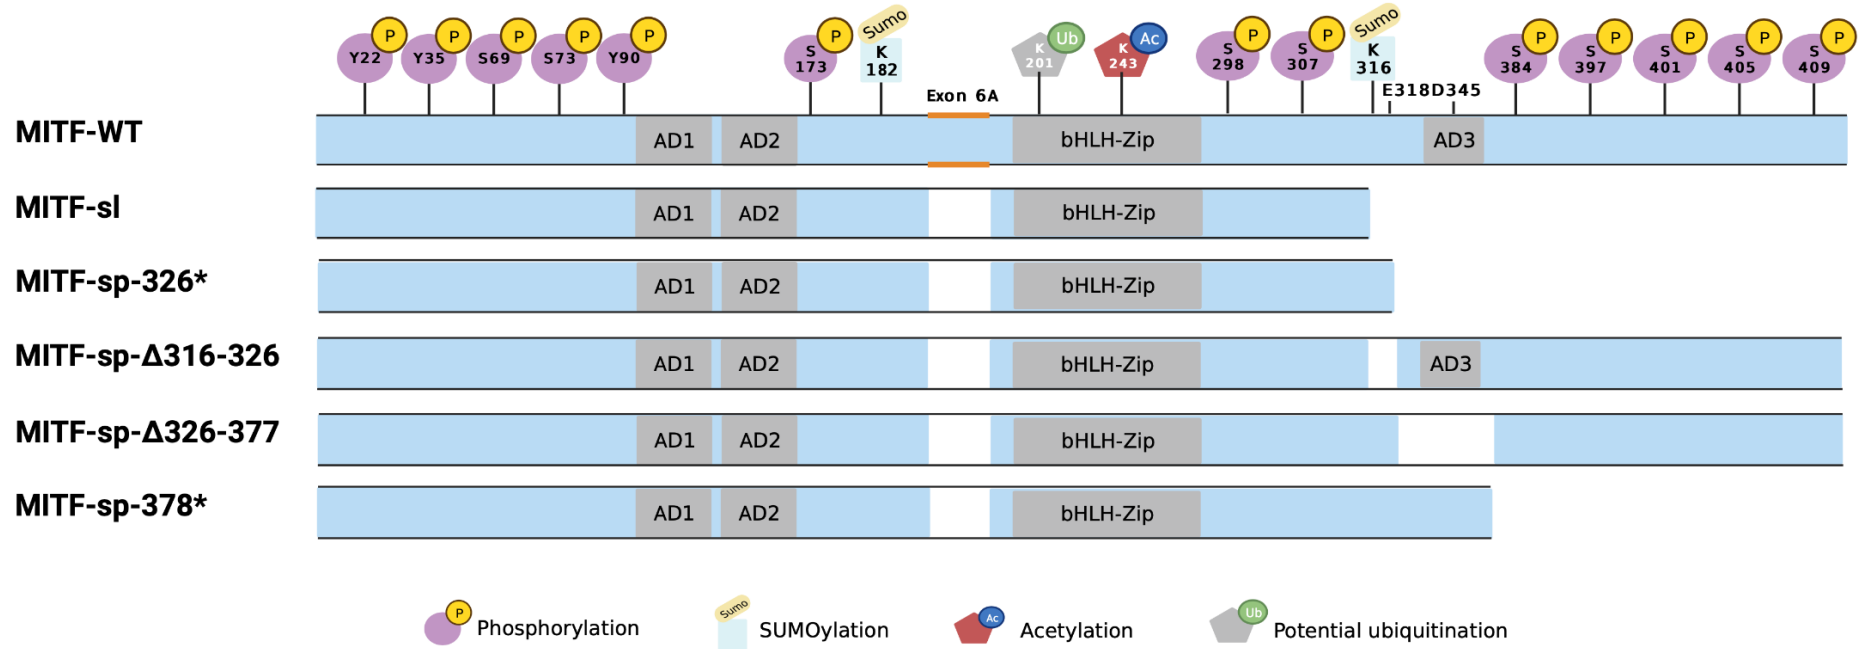 P P P P P P Sumo Ub Ac P P Sumo P P P P P
Y22 Y35 S69 S73 Y90 S 173 K 182 K 201 K 243 S 298 S 307 K 316 S 384 S 397 S 401 S 405 S 409
Exon 6A E318D345
MITF-WT AD1 AD2 bHLH-Zip AD3
MITF-sl AD1 AD2 bHLH-Zip
MITF-sp-326* AD1 AD2 bHLH-Zip
MITF-sp-Δ316-326 AD1 AD2 bHLH-Zip AD3
MITF-sp-Δ326-377 AD1 AD2 bHLH-Zip
MITF-sp-378* AD1 AD2 bHLH-Zip
P Phosphorylation Sumo SUMOylation Ac Acetylation Ub Potential ubiquitination